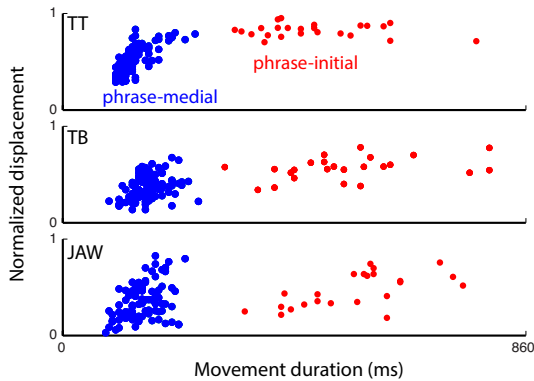 1
TT
phrase-initial
phrase-medial
0
1
TB
Normalized displacement
0
1
JAW
0
0
860
Movement duration (ms)